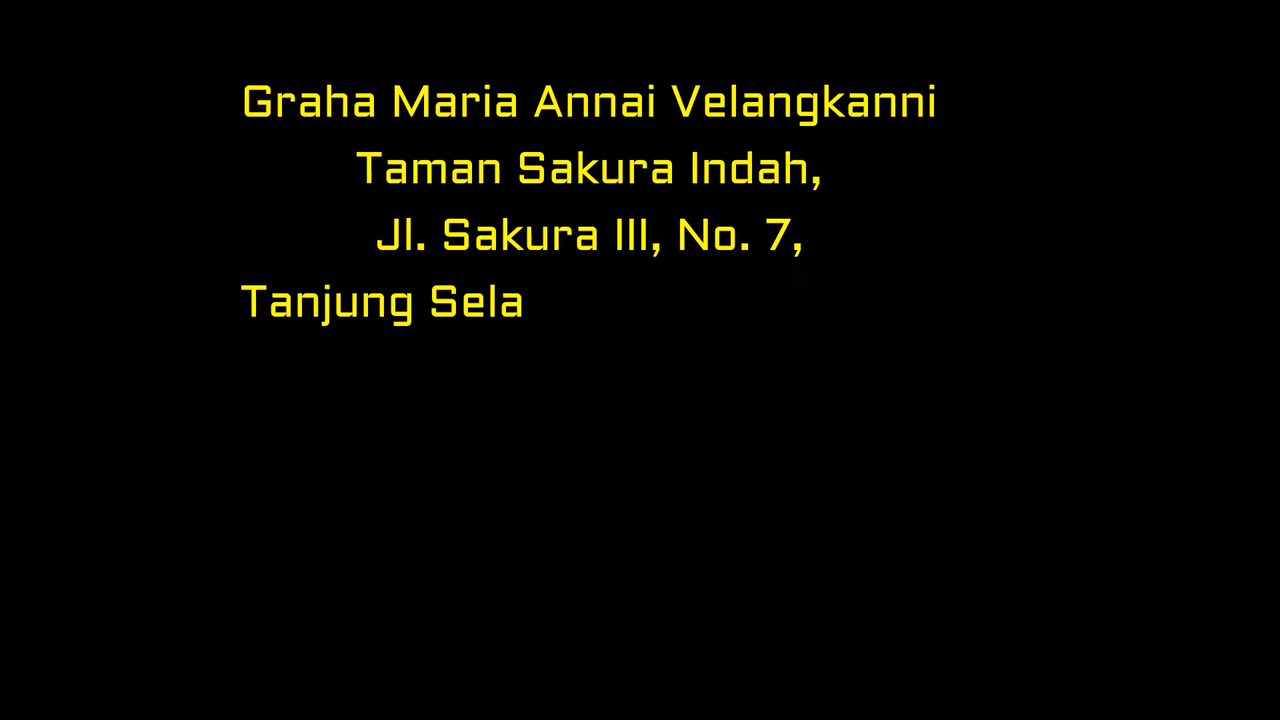 Graha Maria Annai Velangkanni
Taman Sakura Indah,
Jl. Sakura III, No. 7,
Tanjung Sela